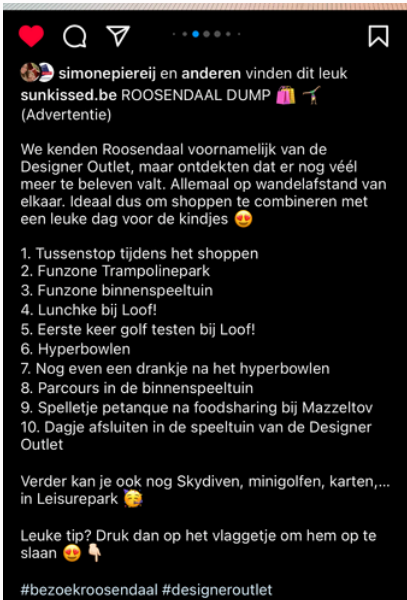 simonepiereij en anderen vinden dit leuk
sunkissed.be ROOSENDAAL DUMP 🛍️ 🤸🏻‍♀️
(Advertentie)
We kenden Roosendaal voornamelijk van de
Designer Outlet, maar ontdekten dat er nog véél
meer te beleven valt. Allemaal op wandelafstand van
elkaar. Ideaal dus om shoppen te combineren met
een leuke dag voor de kindjes 😍
1. Tussenstop tijdens het shoppen
2. Funzone Trampolinepark
3. Funzone binnenspeeltuin
4. Lunchke bij Loof!
5. Eerste keer golf testen bij Loof!
6. Hyperbowlen
7. Nog even een drankje na het hyperbowlen
8. Parcours in de binnenspeeltuin
9. Spelletje petanque na foodsharing bij Mazzeltov
10. Dagje afsluiten in de speeltuin van de Designer
Outlet
Verder kan je ook nog Skydiven, minigolfen, karten,...
in Leisurepark 🥳
Leuke tip? Druk dan op het vlaggetje om hem op te
slaan 😍 👇🏻
#bezoekroosendaal #designeroutlet